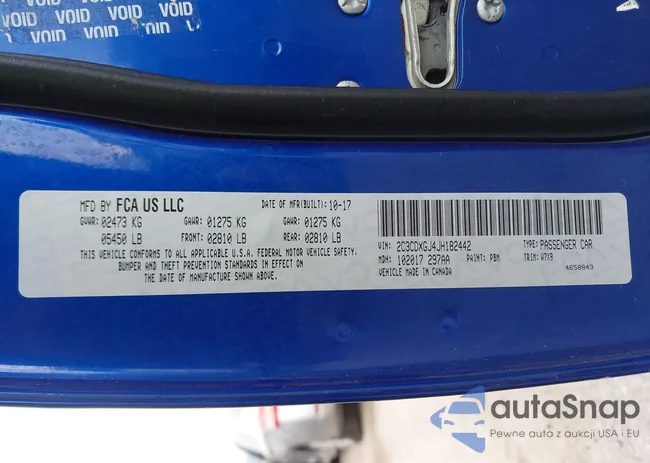 VOID VOID VOID VOID VOID
VOID VOID VOID VOID
MFD BY FCA US LLC DATE OF MFR(BUILT): 10-17
GVWR: 02473 KG GAWR: 01275 KG GAWR: 01275 KG
05450 LB FRONT: 02810 LB REAR: 02810 LB
THIS VEHICLE CONFORMS TO ALL APPLICABLE U.S.A. FEDERAL MOTOR VEHICLE SAFETY,
BUMPER AND THEFT PREVENTION STANDARDS IN EFFECT ON
THE DATE OF MANUFACTURE SHOWN ABOVE.
VIN: 2C3CDXGJ4JH182442 TYPE: PASSENGER CAR
MDH: 102017 297AA PAINT: PBM TRIM: W7X9
MADE IN CANADA 4658843
autaSnap
Pewne auta z aukcji USA i EU